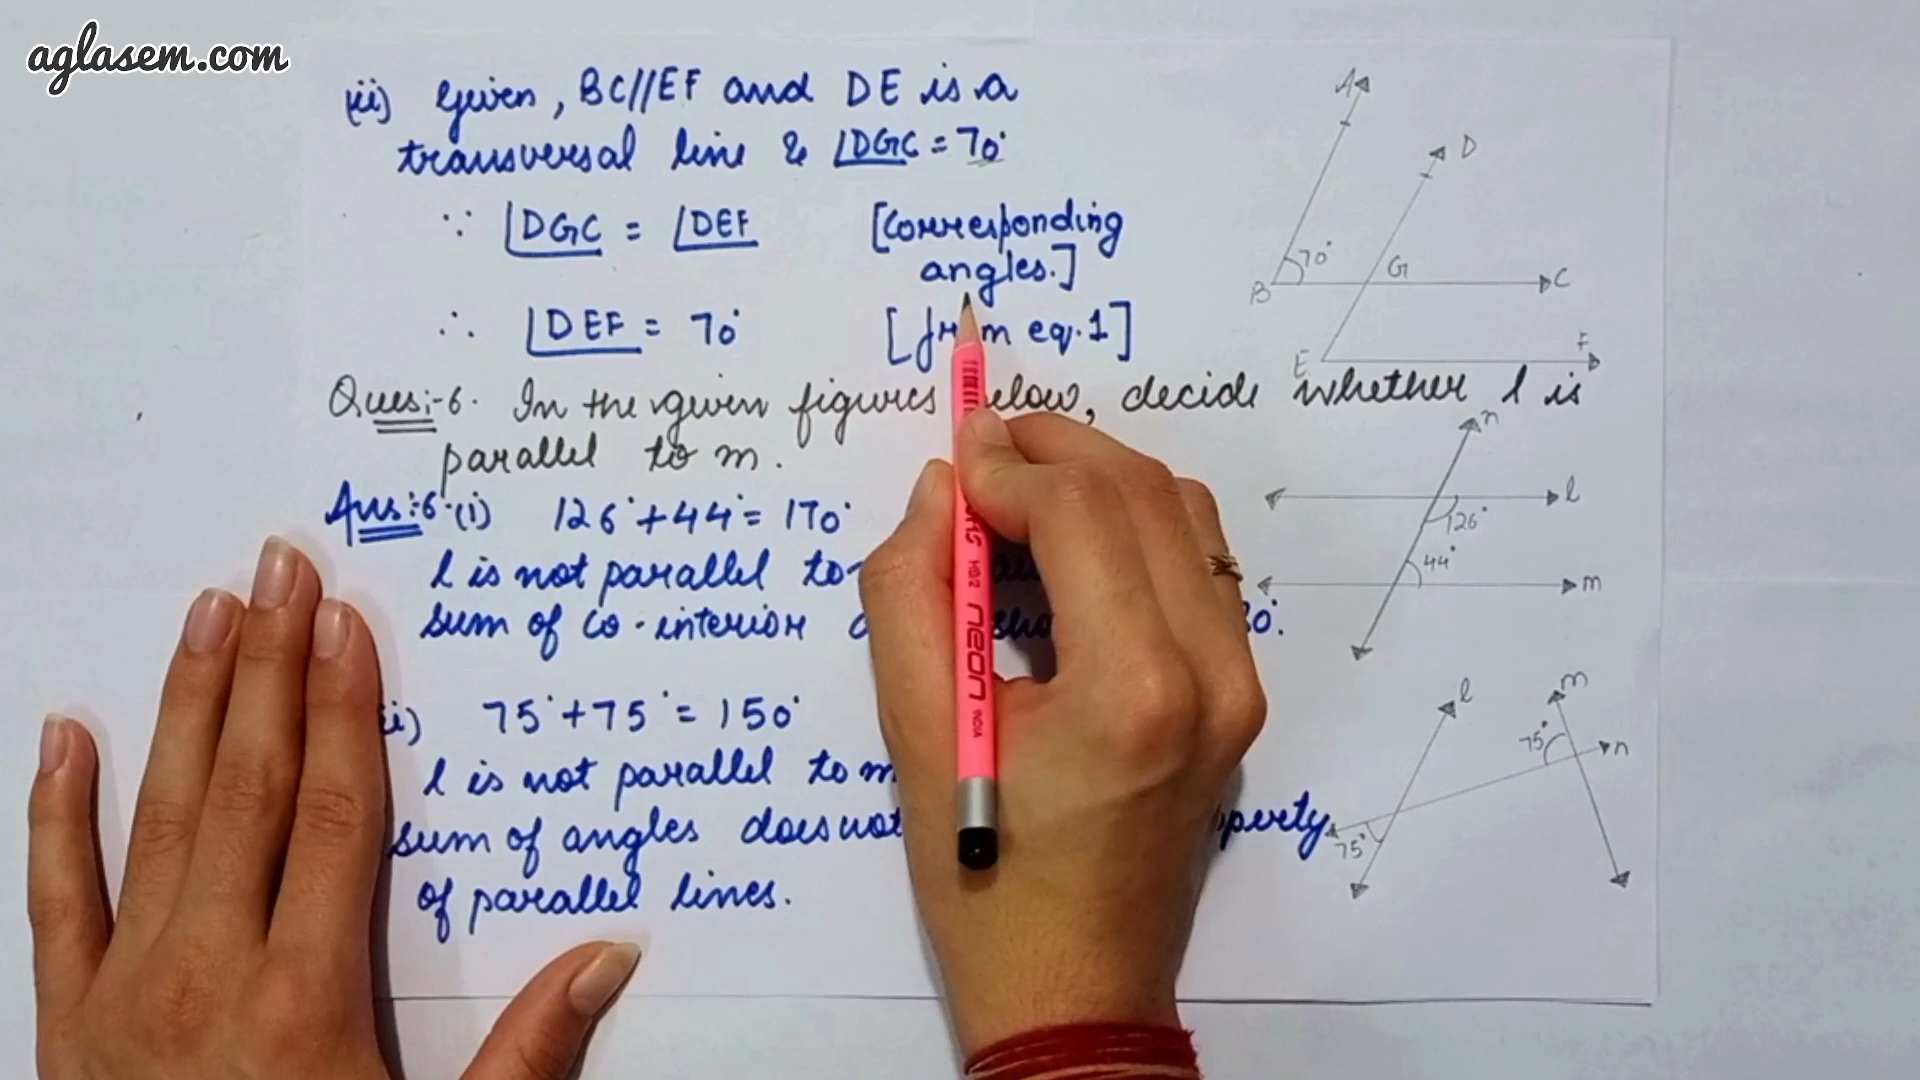 aglasem.com
(ii) Given, BC//EF and DE is a
transversal line & ∠DGC = 70°
∵ ∠DGC = ∠DEF [Corresponding
angles.]
∴ ∠DEF = 70° [from eq.1]
Ques:-6. In the given figures below, decide whether l is
parallel to m.
Ans:-6.(i) 126°+44°= 170°
l is not parallel to
sum of co-interior
75°+75°= 150°
l is not parallel to m
sum of angles does not
of parallel lines.
A
D
70°
B
G
C
E
F
n
l
126°
44°
m
l
m
75°
n
75°